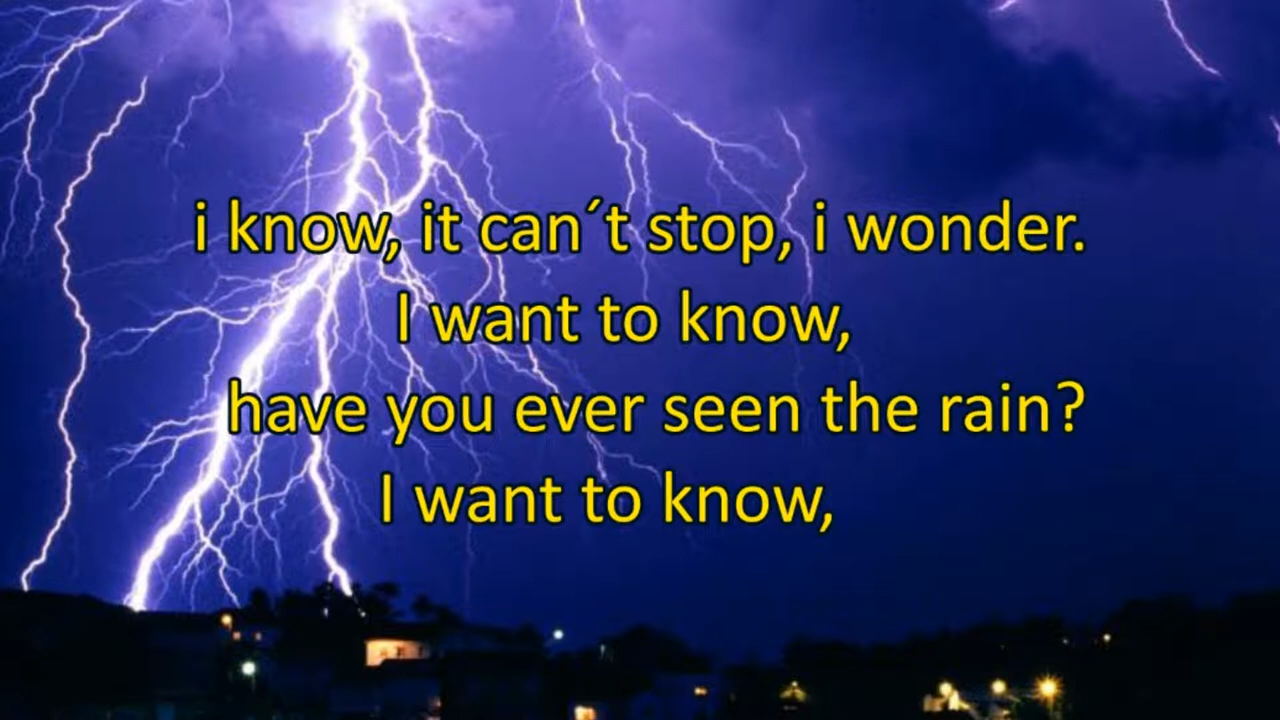 i know, it can´t stop, i wonder.
I want to know,
have you ever seen the rain?
I want to know,